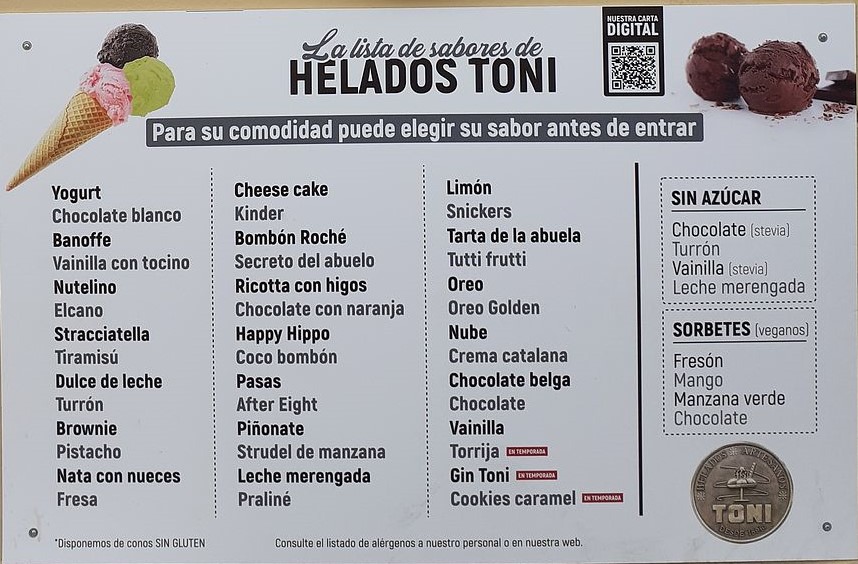 La lista de sabores de
HELADOS TONI
NUESTRA CARTA
DIGITAL
Para su comodidad puede elegir su sabor antes de entrar
Yogurt
Chocolate blanco
Banoffe
Vainilla con tocino
Nutelino
Elcano
Stracciatella
Tiramisú
Dulce de leche
Turrón
Brownie
Pistacho
Nata con nueces
Fresa
Cheese cake
Kinder
Bombón Roché
Secreto del abuelo
Ricotta con higos
Chocolate con naranja
Happy Hippo
Coco bombón
Pasas
After Eight
Piñonate
Strudel de manzana
Leche merengada
Praliné
Limón
Snickers
Tarta de la abuela
Tutti frutti
Oreo
Oreo Golden
Nube
Crema catalana
Chocolate belga
Chocolate
Vainilla
Torrija EN TEMPORADA
Gin Toni EN TEMPORADA
Cookies caramel EN TEMPORADA
SIN AZÚCAR
Chocolate (stevia)
Turrón
Vainilla (stevia)
Leche merengada
SORBETES (veganos)
Fresón
Mango
Manzana verde
Chocolate
HELADOS ARTESANOS
TONI
DESDE
*Disponemos de conos SIN GLUTEN
Consulte el listado de alérgenos a nuestro personal o en nuestra web.